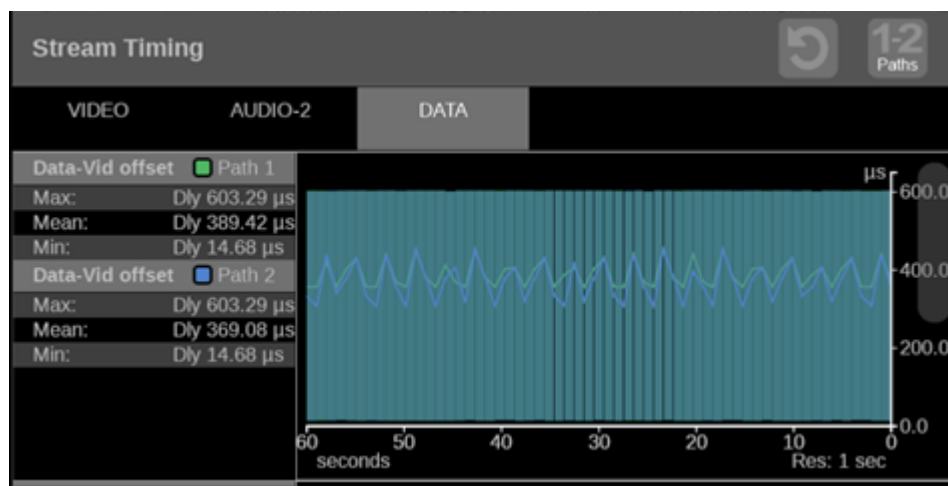 Stream Timing
1-2
Paths
VIDEO AUDIO-2 DATA
Data-Vid offset Path 1
Max: Dly 603.29 µs
Mean: Dly 389.42 µs
Min: Dly 14.68 µs
Data-Vid offset Path 2
Max: Dly 603.29 µs
Mean: Dly 369.08 µs
Min: Dly 14.68 µs
µs
600.0
400.0
200.0
0.0
60 50 40 30 20 10 0
seconds Res: 1 sec